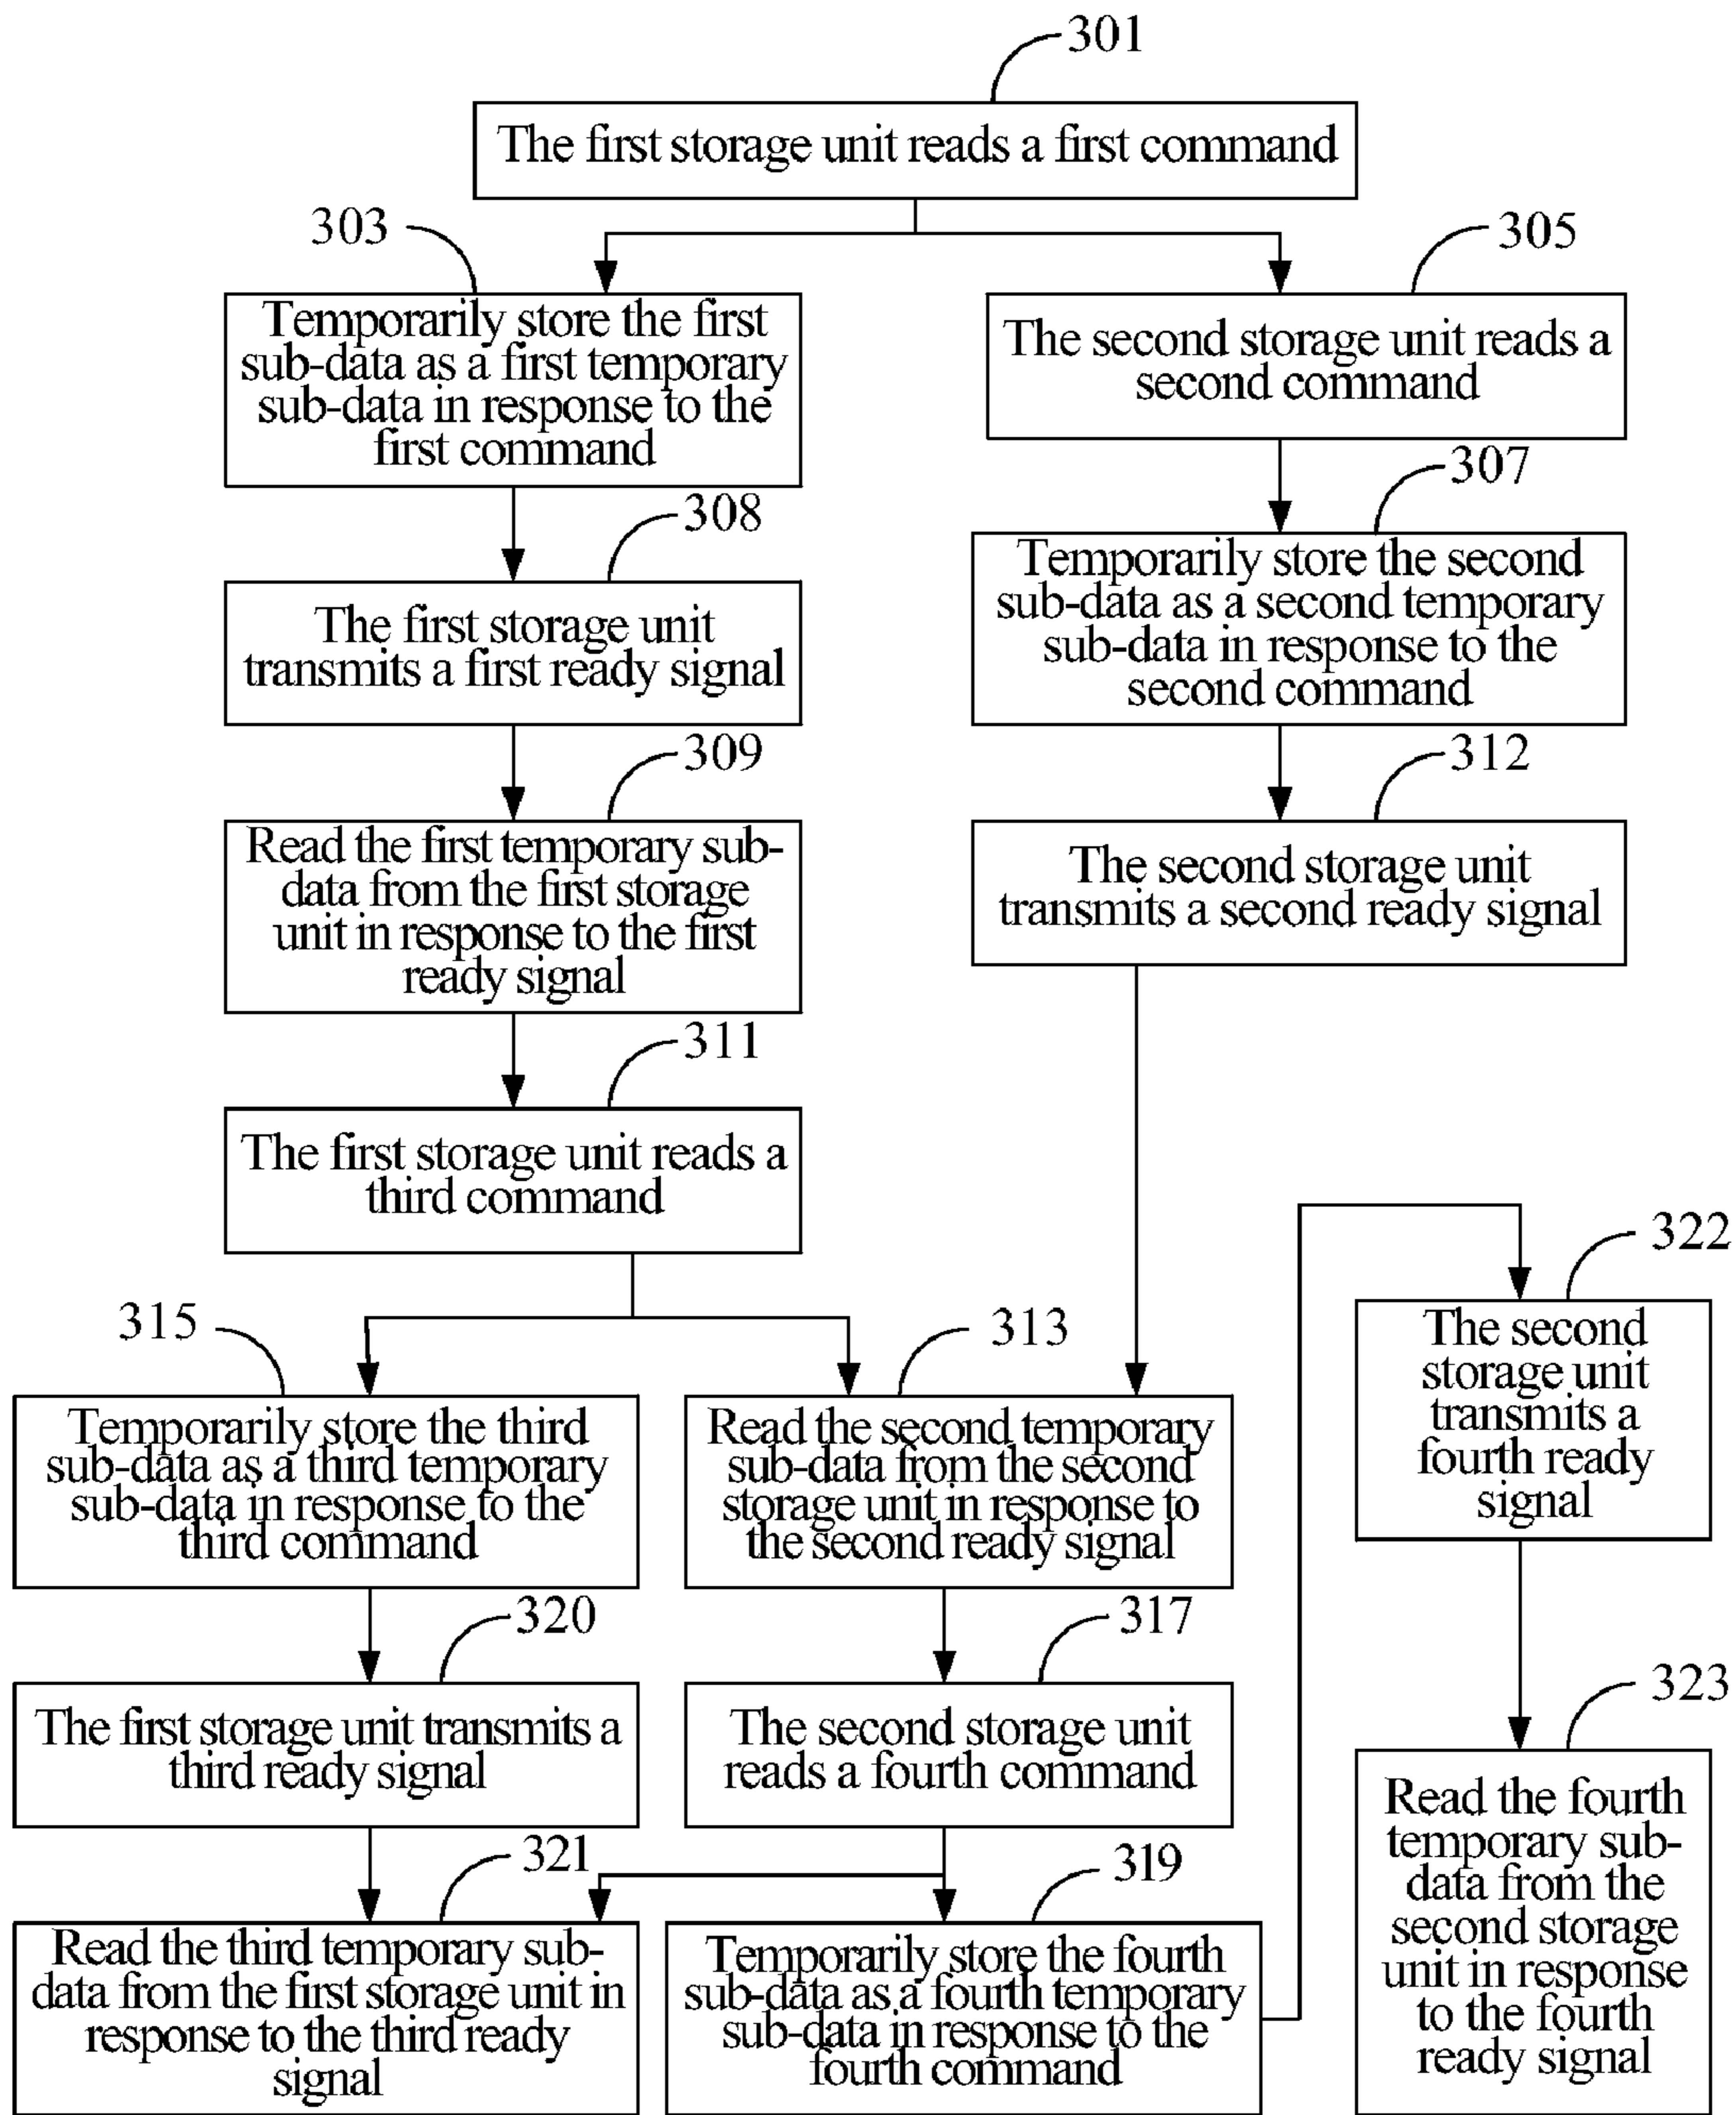 301
The first storage unit reads a first command
303
305
Temporarily store the first
sub-data as a first temporary
sub-data in response to the
first command
The second storage unit reads a
second command
307
308
Temporarily store the second
sub-data as a second temporary
sub-data in response to the
second command
The first storage unit
transmits a first ready signal
309
312
Read the first temporary sub-
data from the first storage
unit in response to the first
ready signal
The second storage unit
transmits a second ready signal
311
The first storage unit reads a
third command
322
315
313
The second
storage unit
transmits a
fourth ready
signal
Temporarily store the third
sub-data as a third temporary
sub-data in response to the
third command
Read the second temporary
sub-data from the second
storage unit in response to
the second ready signal
320
317
323
The first storage unit transmits a
third ready signal
The second storage unit
reads a fourth command
Read the fourth
temporary sub-
data from the
second storage
unit in response
to the fourth
ready signal
321
319
Read the third temporary sub-
data from the first storage unit in
response to the third ready
signal
Temporarily store the fourth
sub-data as a fourth temporary
sub-data in response to the
fourth command